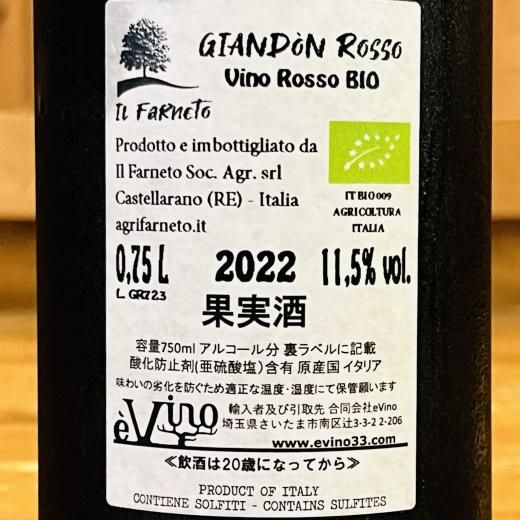 GIANDÒN ROSSO
Vino Rosso BIO
IL FARNETO
Prodotto e imbottigliato da
Il Farneto Soc. Agr. srl
Castellarano (RE) - Italia
agrifarneto.it
IT BIO 009
AGRICOLTURA
ITALIA
0,75 L 2022 11,5% vol.
L. GR723
果実酒
容量750ml アルコール分 裏ラベルに記載
酸化防止剤(亜硫酸塩)含有 原産国 イタリア
味わいの劣化を防ぐため適正な温度・湿度にて保管願います
èVino
輸入者及び引取先 合同会社eVino
埼玉県さいたま市南区辻3-3-2 2-206
www.evino33.com
≪飲酒は20歳になってから≫
PRODUCT OF ITALY
CONTIENE SOLFITI - CONTAINS SULFITES